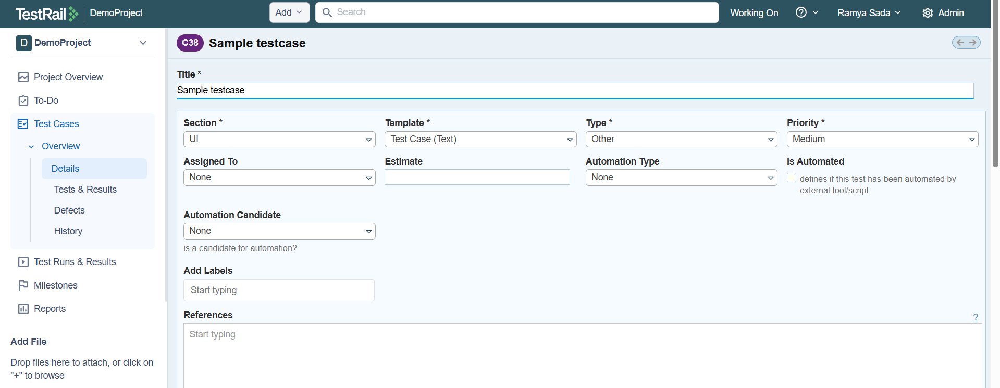 TestRail DemoProject Add Search Working On ? Ramya Sada Admin
D DemoProject
Project Overview
To-Do
Test Cases
Overview
Details
Tests & Results
Defects
History
Test Runs & Results
Milestones
Reports
Add File
Drop files here to attach, or click on
"+" to browse
C38 Sample testcase
Title *
Sample testcase
Section * Template * Type * Priority *
UI Test Case (Text) Other Medium
Assigned To Estimate Automation Type Is Automated
None None defines if this test has been automated by
external tool/script.
Automation Candidate
None
is a candidate for automation?
Add Labels
Start typing
References ?
Start typing